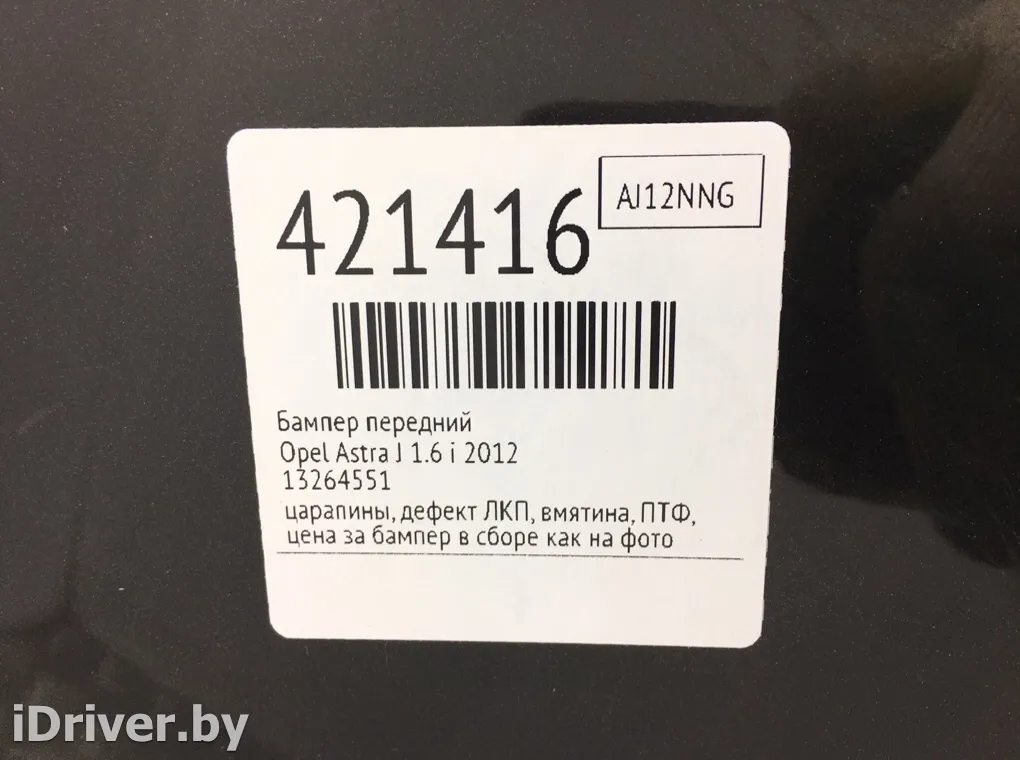 421416
AJ12NNG
Бампер передний
Opel Astra J 1.6 i 2012
13264551
царапины, дефект ЛКП, вмятина, ПТФ,
цена за бампер в сборе как на фото
iDriver.by